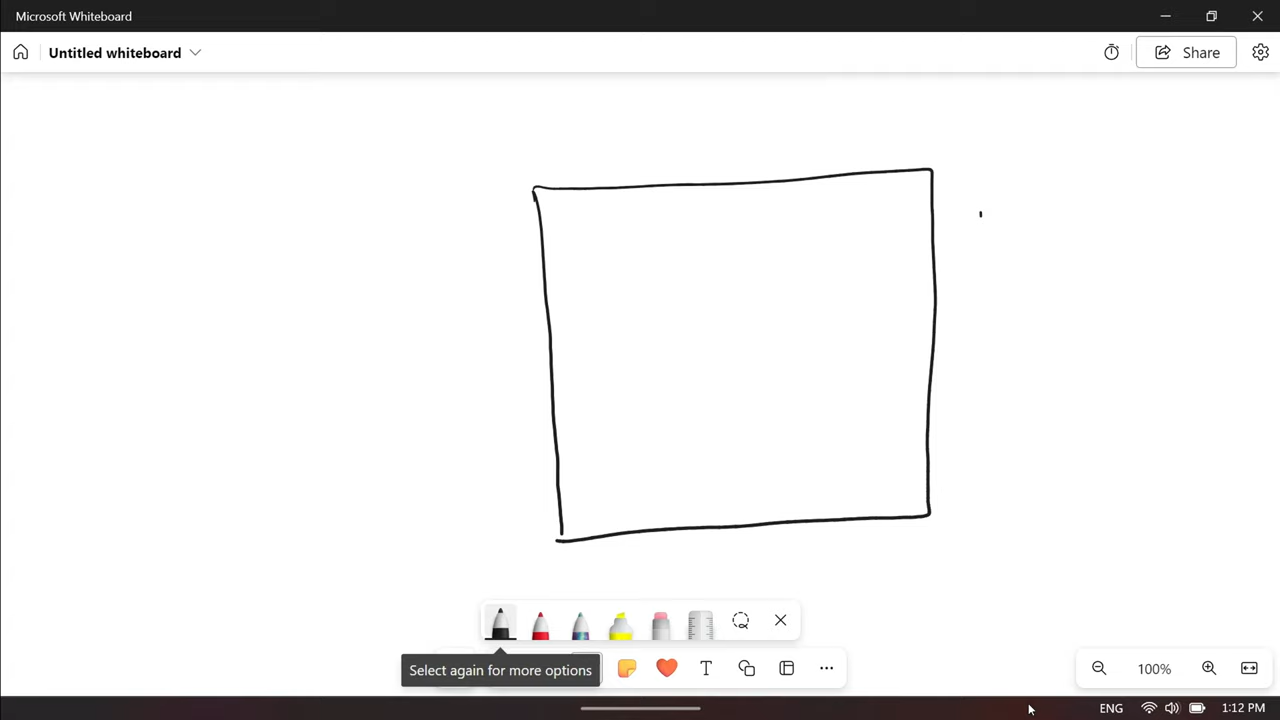 Microsoft Whiteboard
Untitled whiteboard
Share
Select again for more options
100%
ENG
1:12 PM